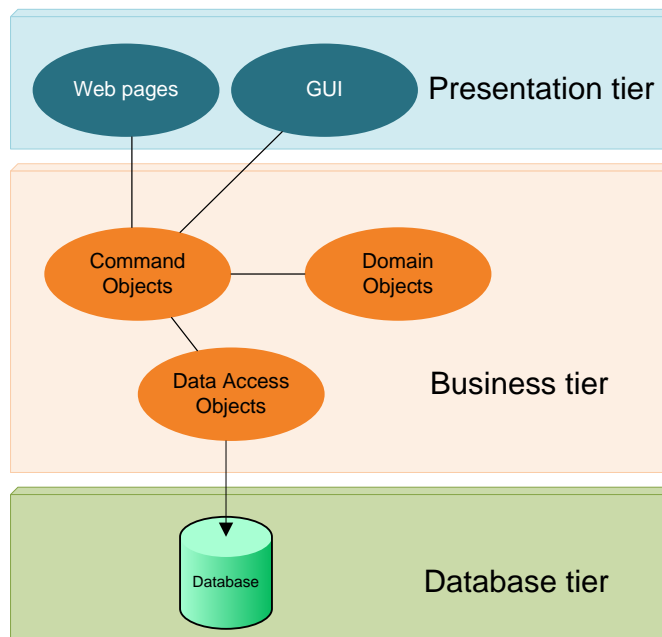 Web pages
GUI
Presentation tier
Command
Objects
Domain
Objects
Data Access
Objects
Business tier
Database
Database tier